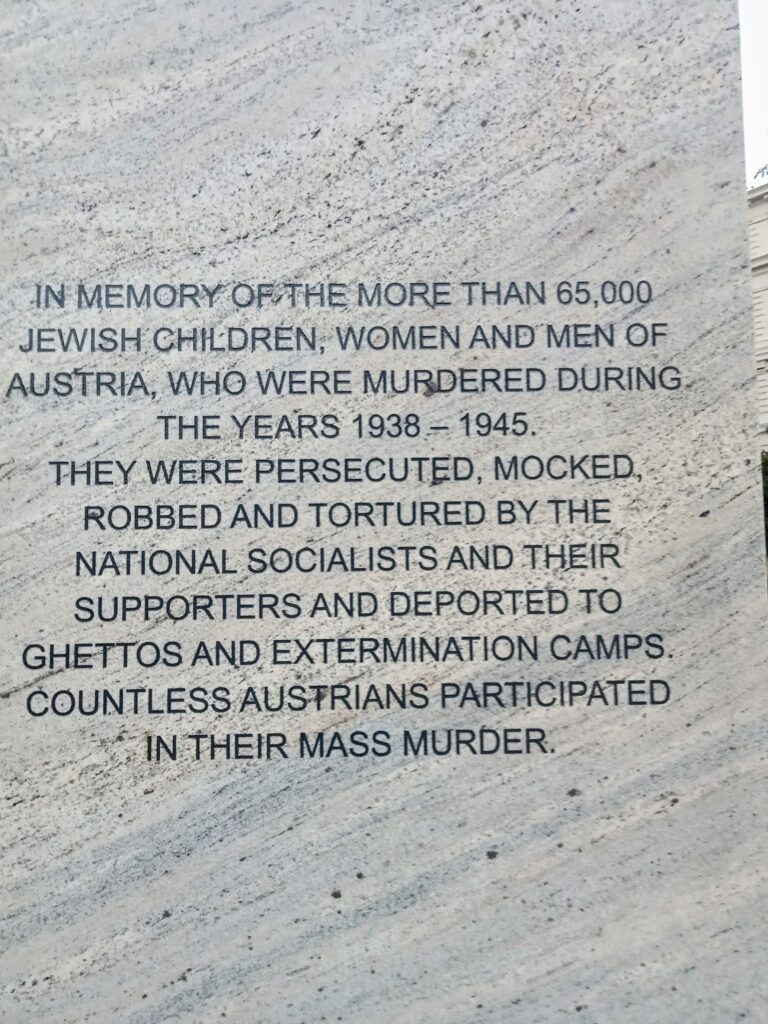 IN MEMORY OF THE MORE THAN 65,000
JEWISH CHILDREN, WOMEN AND MEN OF
AUSTRIA, WHO WERE MURDERED DURING
THE YEARS 1938 – 1945.
THEY WERE PERSECUTED, MOCKED,
ROBBED AND TORTURED BY THE
NATIONAL SOCIALISTS AND THEIR
SUPPORTERS AND DEPORTED TO
GHETTOS AND EXTERMINATION CAMPS.
COUNTLESS AUSTRIANS PARTICIPATED
IN THEIR MASS MURDER.